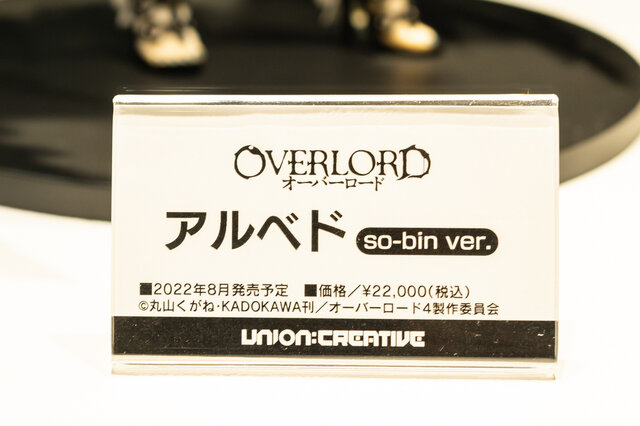 OVERLORD
オーバーロード
アルベド so-bin ver.
■2022年8月発売予定 ■価格／¥22,000(税込)
©丸山くがね・KADOKAWA刊／オーバーロード4製作委員会
UNION:CREATIVE